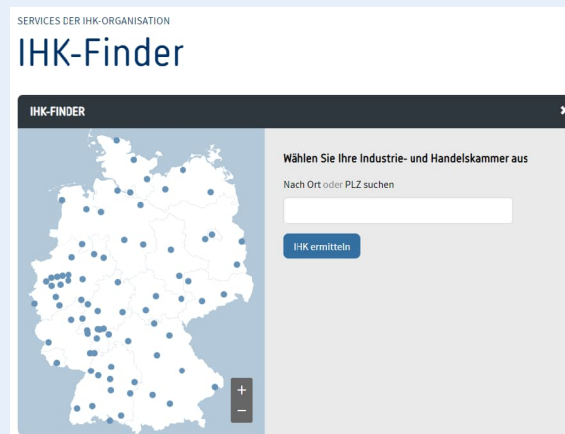 SERVICES DER IHK-ORGANISATION
IHK-Finder
IHK-FINDER
Wählen Sie Ihre Industrie- und Handelskammer aus
Nach Ort oder PLZ suchen
IHK ermitteln
+
−